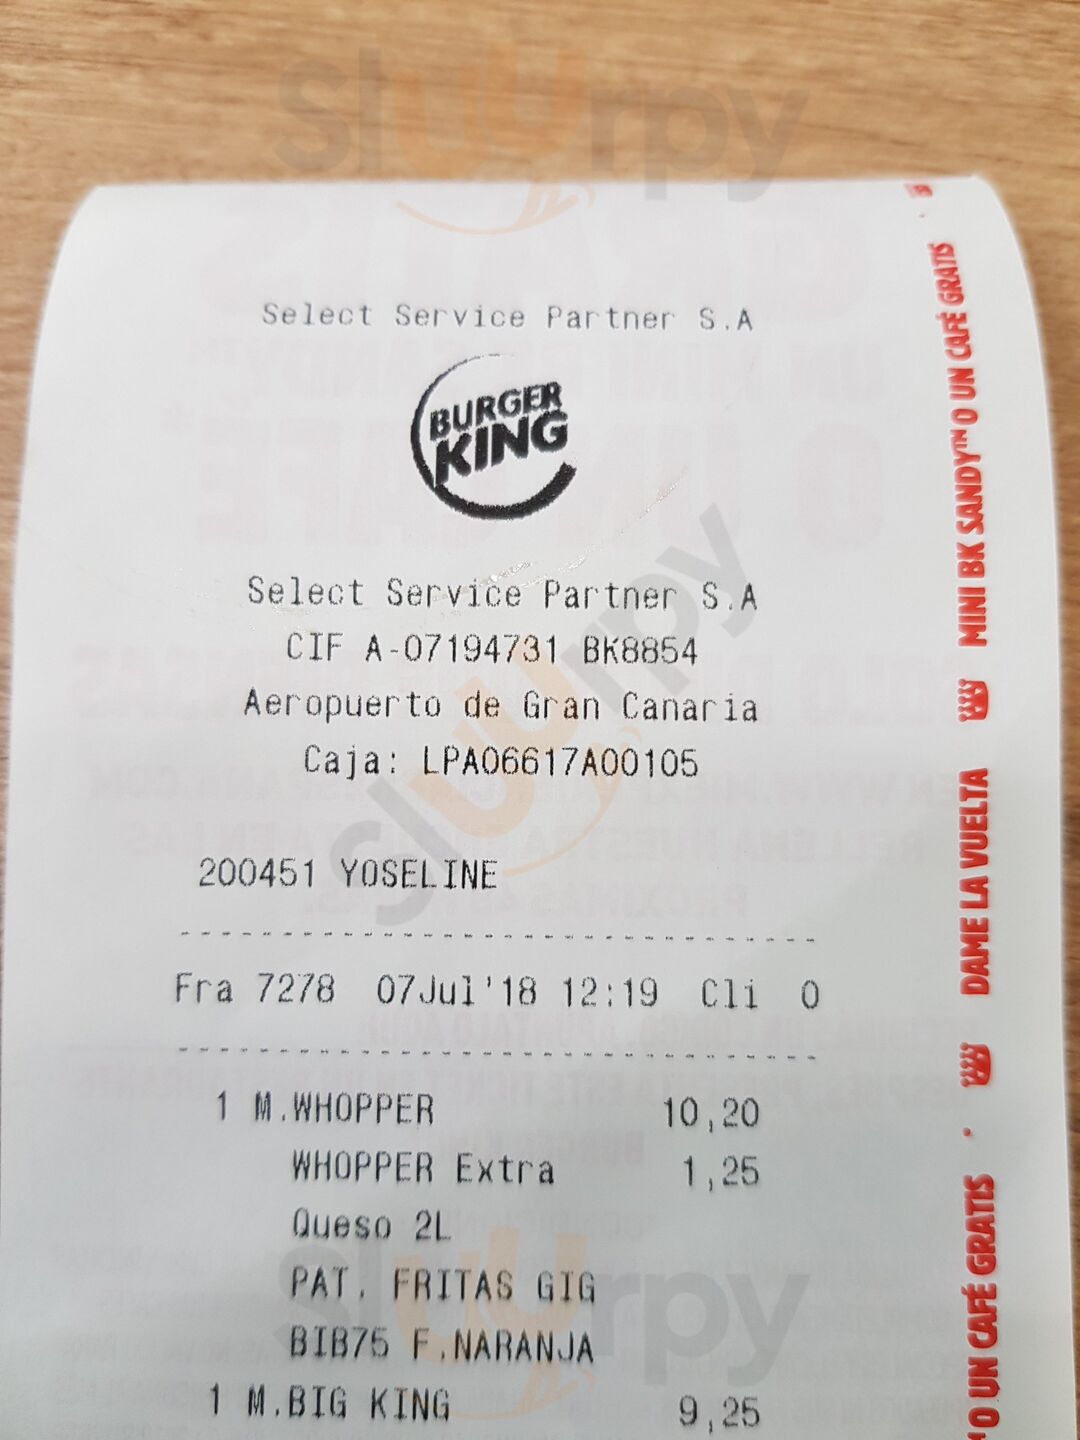 Select Service Partner S.A
BURGER
KING
Select Service Partner S.A
CIF A-07194731 BK8854
Aeropuerto de Gran Canaria
Caja: LPA06617A00105
200451 YOSELINE
Fra 7278 07Jul'18 12:19 Cli 0
1 M.WHOPPER 10,20
WHOPPER Extra 1,25
Queso 2L
PAT. FRITAS GIG
BIB75 F.NARANJA
1 M.BIG KING 9,25
MINI BK SANDY™ O UN CAFÉ GRATIS
DAME LA VUELTA
O UN CAFÉ GRATIS
Sluurpy
Sluurpy
Sluurpy